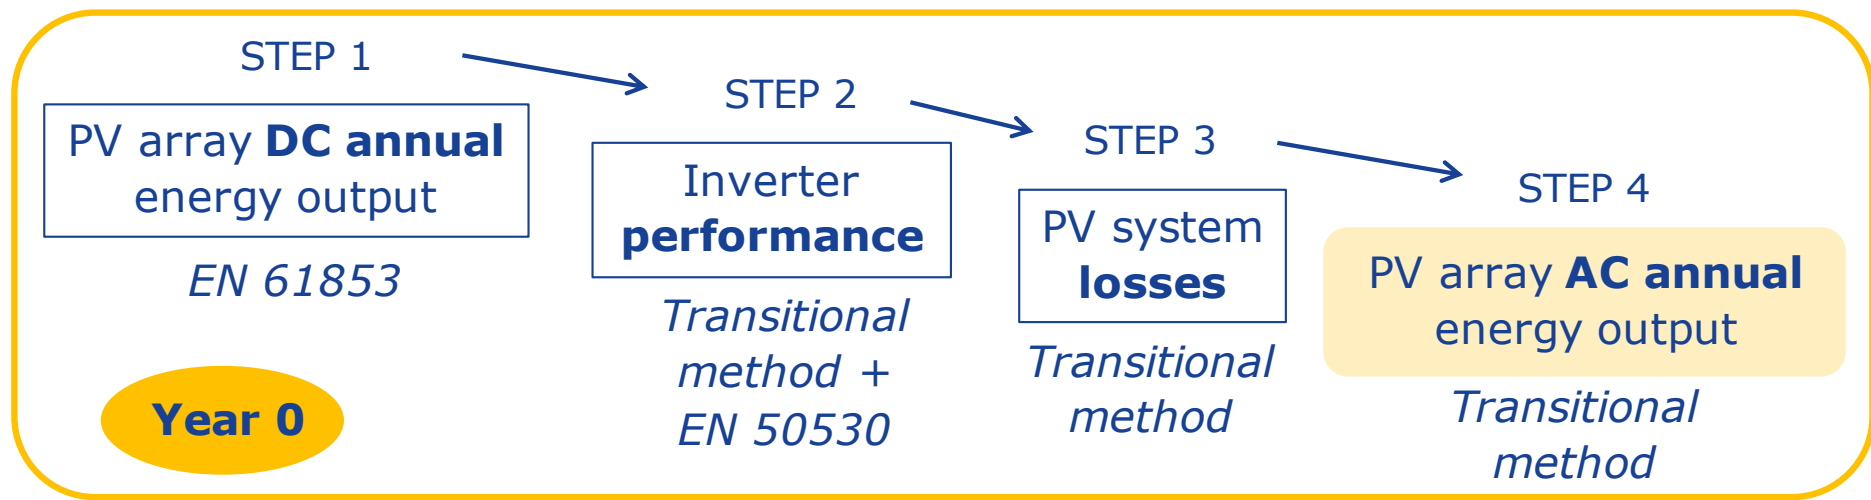 STEP 1
PV array DC annual
energy output
EN 61853
STEP 2
Inverter
performance
Transitional
method +
EN 50530
STEP 3
PV system
losses
Transitional
method
STEP 4
PV array AC annual
energy output
Transitional
method
Year 0